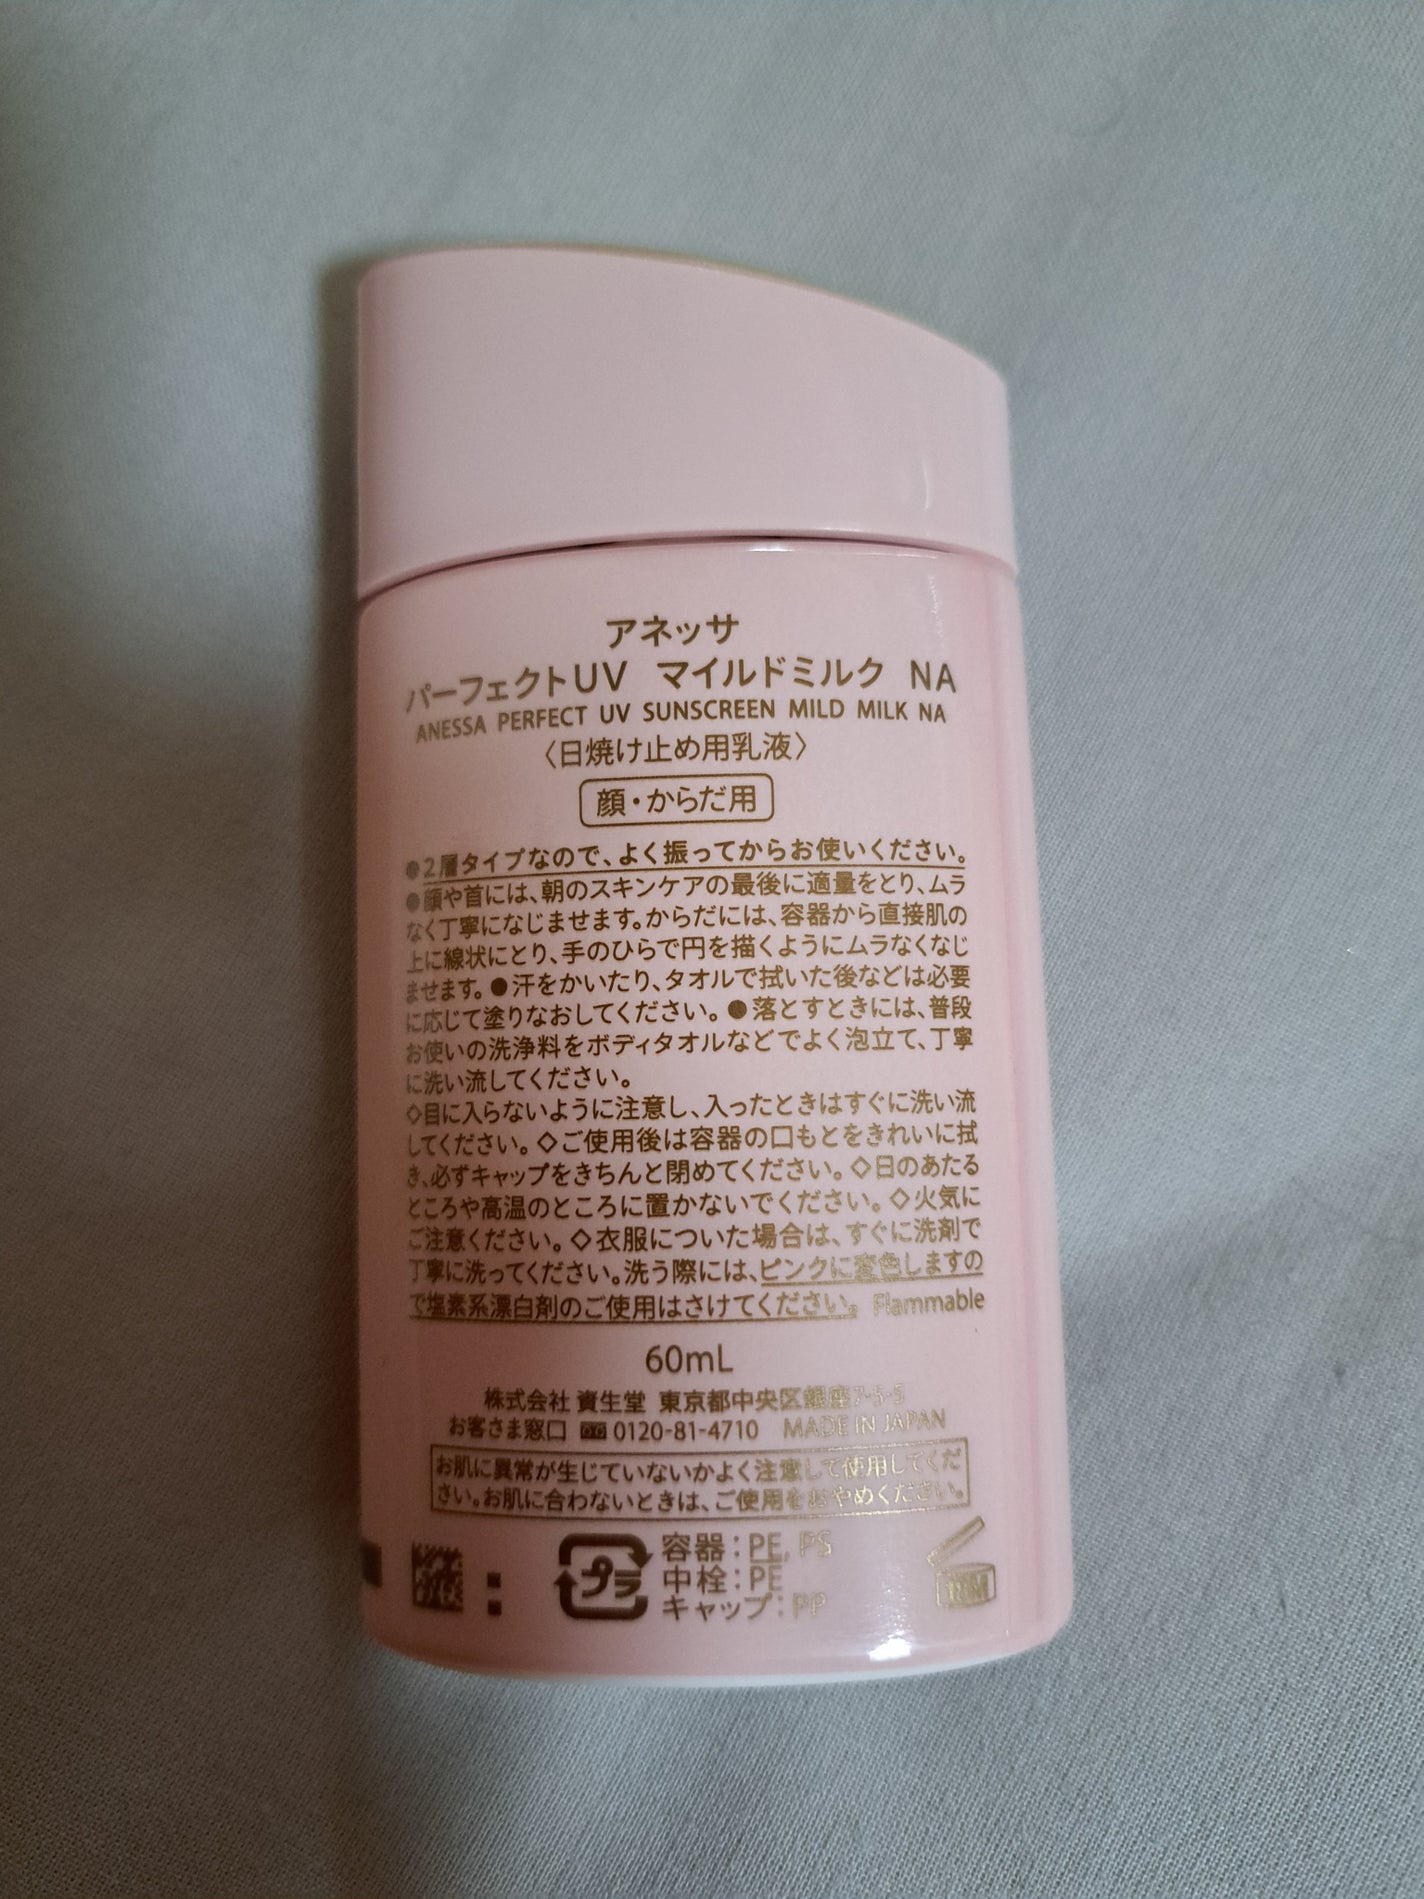 アネッサ
パーフェクトUV マイルドミルク NA
ANESSA PERFECT UV SUNSCREEN MILD MILK NA
〈日焼け止め用乳液〉
顔・からだ用
●2層タイプなので、よく振ってからお使いください。
●顔や首には、朝のスキンケアの最後に適量をとり、ムラ
なく丁寧になじませます。からだには、容器から直接肌の
上に線状にとり、手のひらで円を描くようにムラなくなじ
ませます。●汗をかいたり、タオルで拭いた後などは必要
に応じて塗りなおしてください。●落とすときには、普段
お使いの洗浄料をボディタオルなどでよく泡立て、丁寧
に洗い流してください。
◇目に入らないように注意し、入ったときはすぐに洗い流
してください。◇ご使用後は容器の口もとをきれいに拭
き、必ずキャップをきちんと閉めてください。◇日のあたる
ところや高温のところに置かないでください。◇火気に
ご注意ください。◇衣服についた場合は、すぐに洗剤で
丁寧に洗ってください。洗う際には、ピンクに変色しますの
で塩素系漂白剤のご使用はさけてください。 Flammable
60mL
株式会社 資生堂 東京都中央区銀座7-5-5
お客さま窓口 0120-81-4710 MADE IN JAPAN
お肌に異常が生じていないかよく注意して使用してくだ
さい。お肌に合わないときは、ご使用をおやめください。
プラ
容器：PE, PS
中栓：PE
キャップ：PP